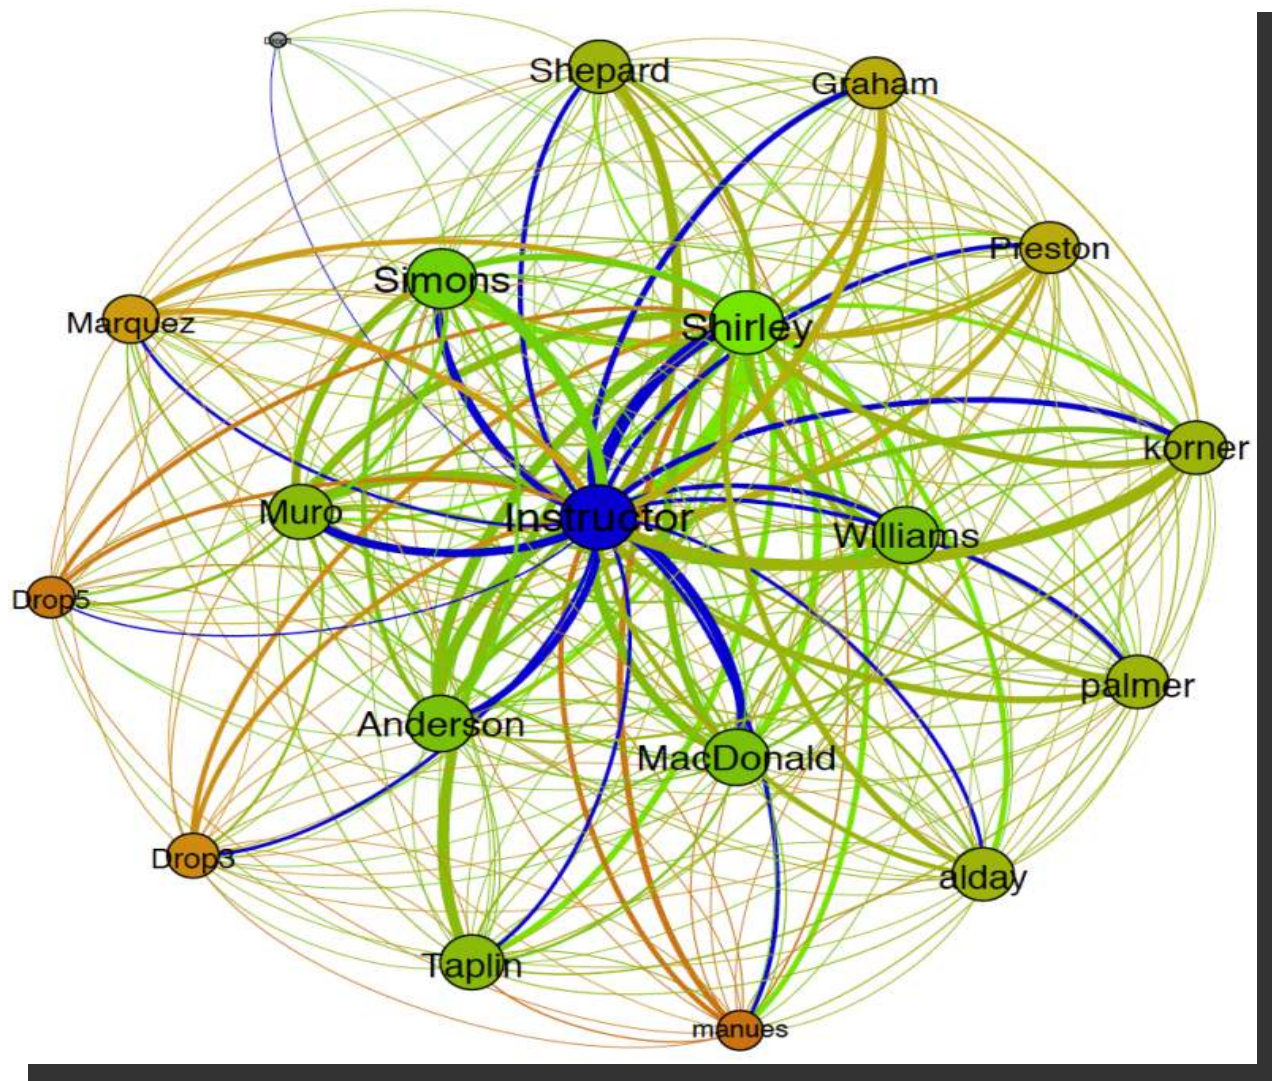 Shepard
Graham
Preston
Simons
Marquez
Shirley
korner
Muro
Instructor
Williams
Drop5
palmer
Anderson
MacDonald
Drop3
alday
Taplin
manues